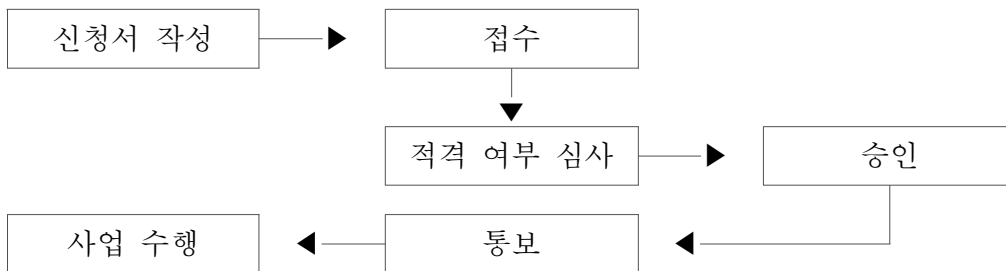 신청서 작성
접수
적격 여부 심사
승인
통보
사업 수행